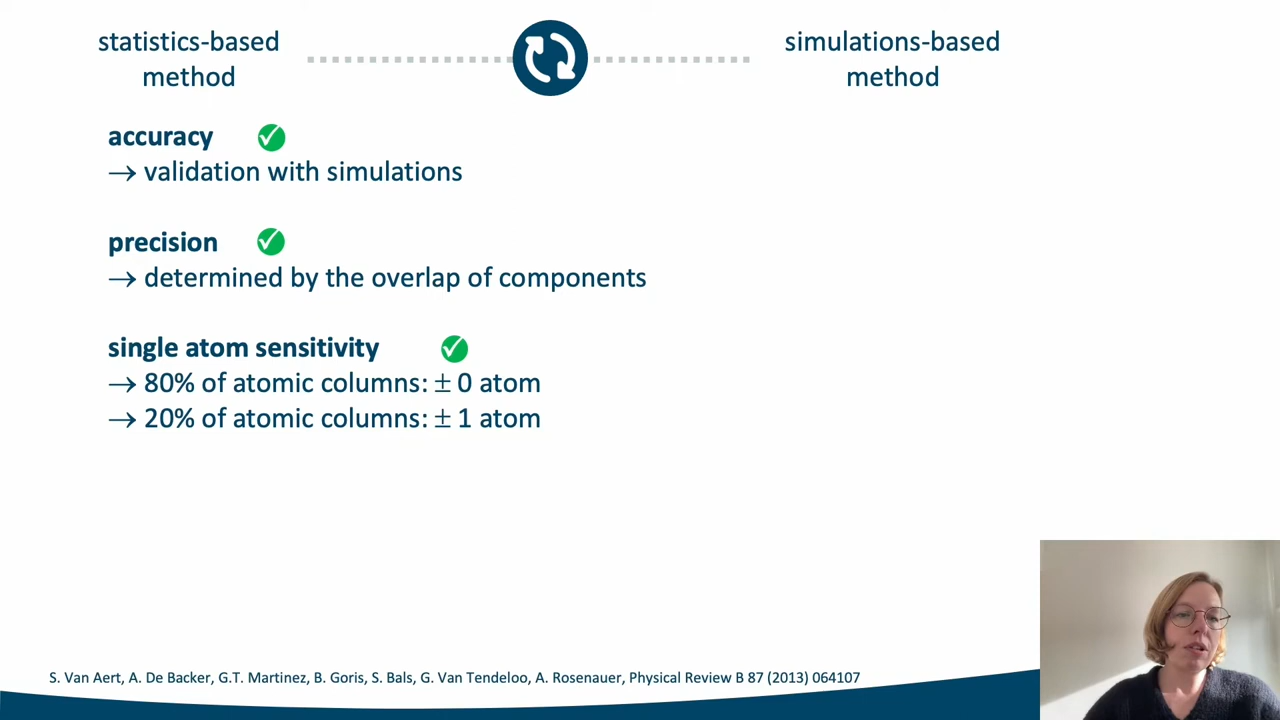 statistics-based
method
simulations-based
method
accuracy
→ validation with simulations
precision
→ determined by the overlap of components
single atom sensitivity
→ 80% of atomic columns: ± 0 atom
→ 20% of atomic columns: ± 1 atom
S. Van Aert, A. De Backer, G.T. Martinez, B. Goris, S. Bals, G. Van Tendeloo, A. Rosenauer, Physical Review B 87 (2013) 064107